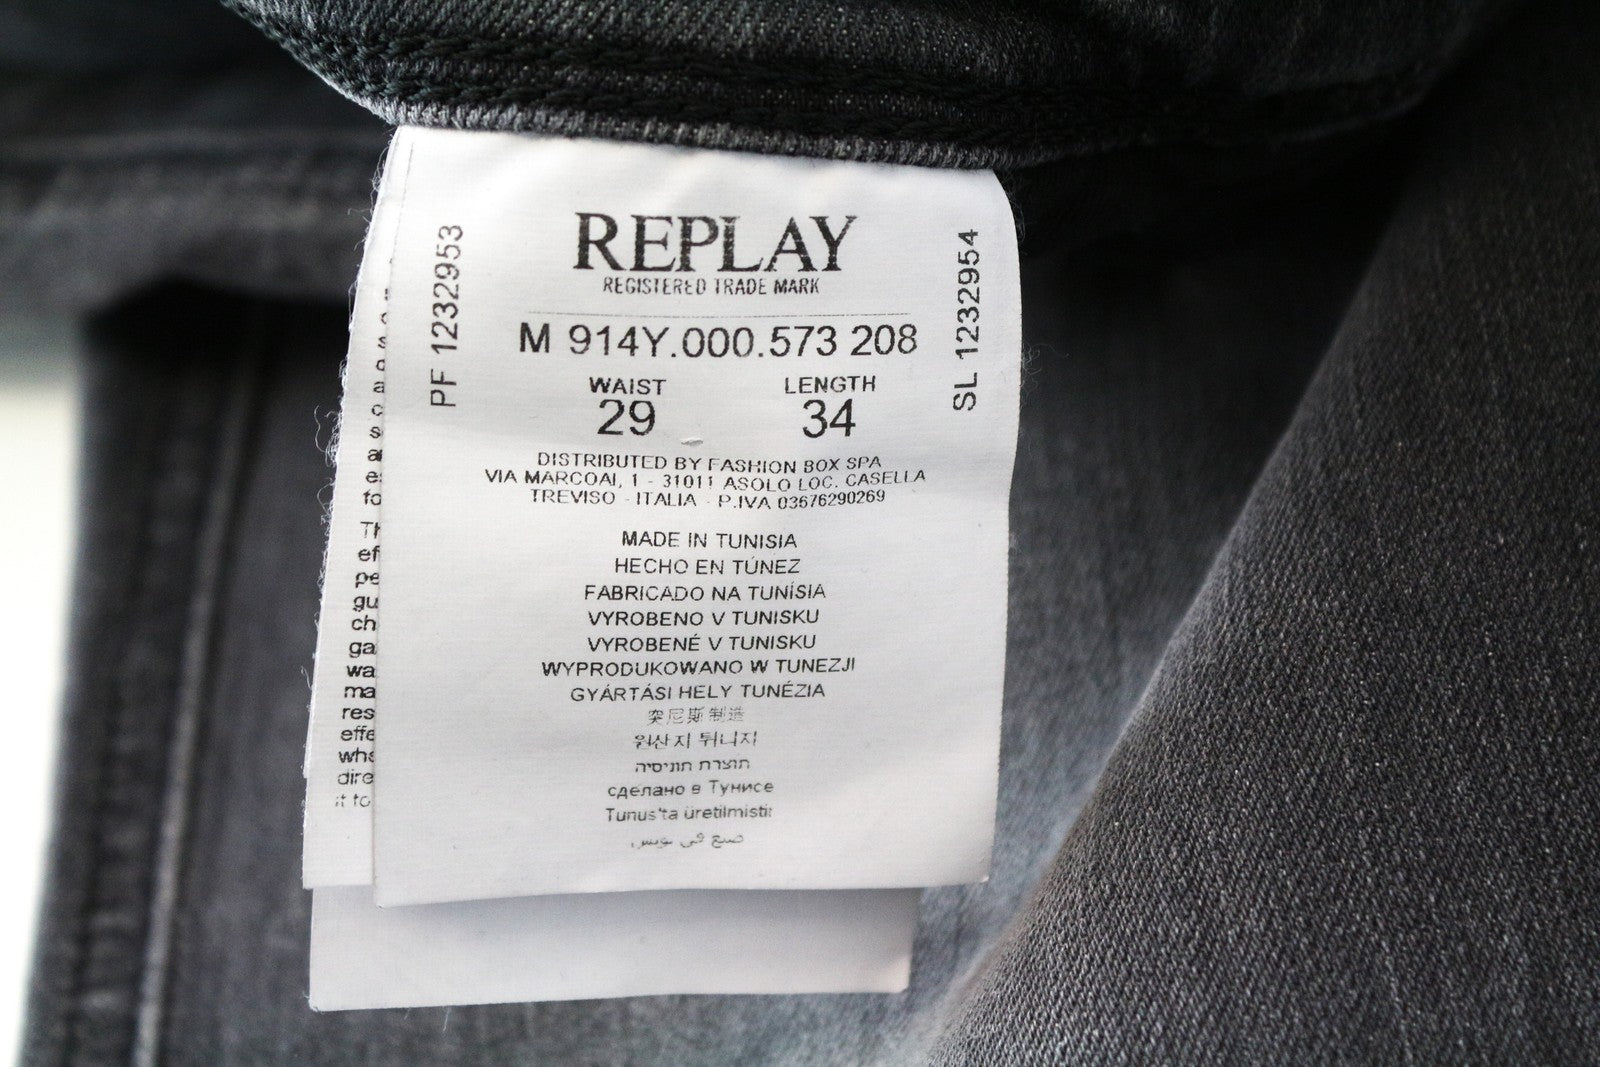 REPLAY
REGISTERED TRADE MARK
M 914Y.000.573 208
WAIST LENGTH
29 34
PF 1232953
SL 1232954
DISTRIBUTED BY FASHION BOX SPA
VIA MARCOAI, 1 - 31011 ASOLO LOC. CASELLA
TREVISO - ITALIA - P.IVA 03676290269
MADE IN TUNISIA
HECHO EN TÚNEZ
FABRICADO NA TUNÍSIA
VYROBENO V TUNISKU
VYROBENÉ V TUNISKU
WYPRODUKOWANO W TUNEZJI
GYÁRTÁSI HELY TUNÉZIA
突尼斯制造
원산지 튀니지
תוצרת תוניסיה
сделано в Тунисе
Tunus'ta üretilmistir
صنع في تونس